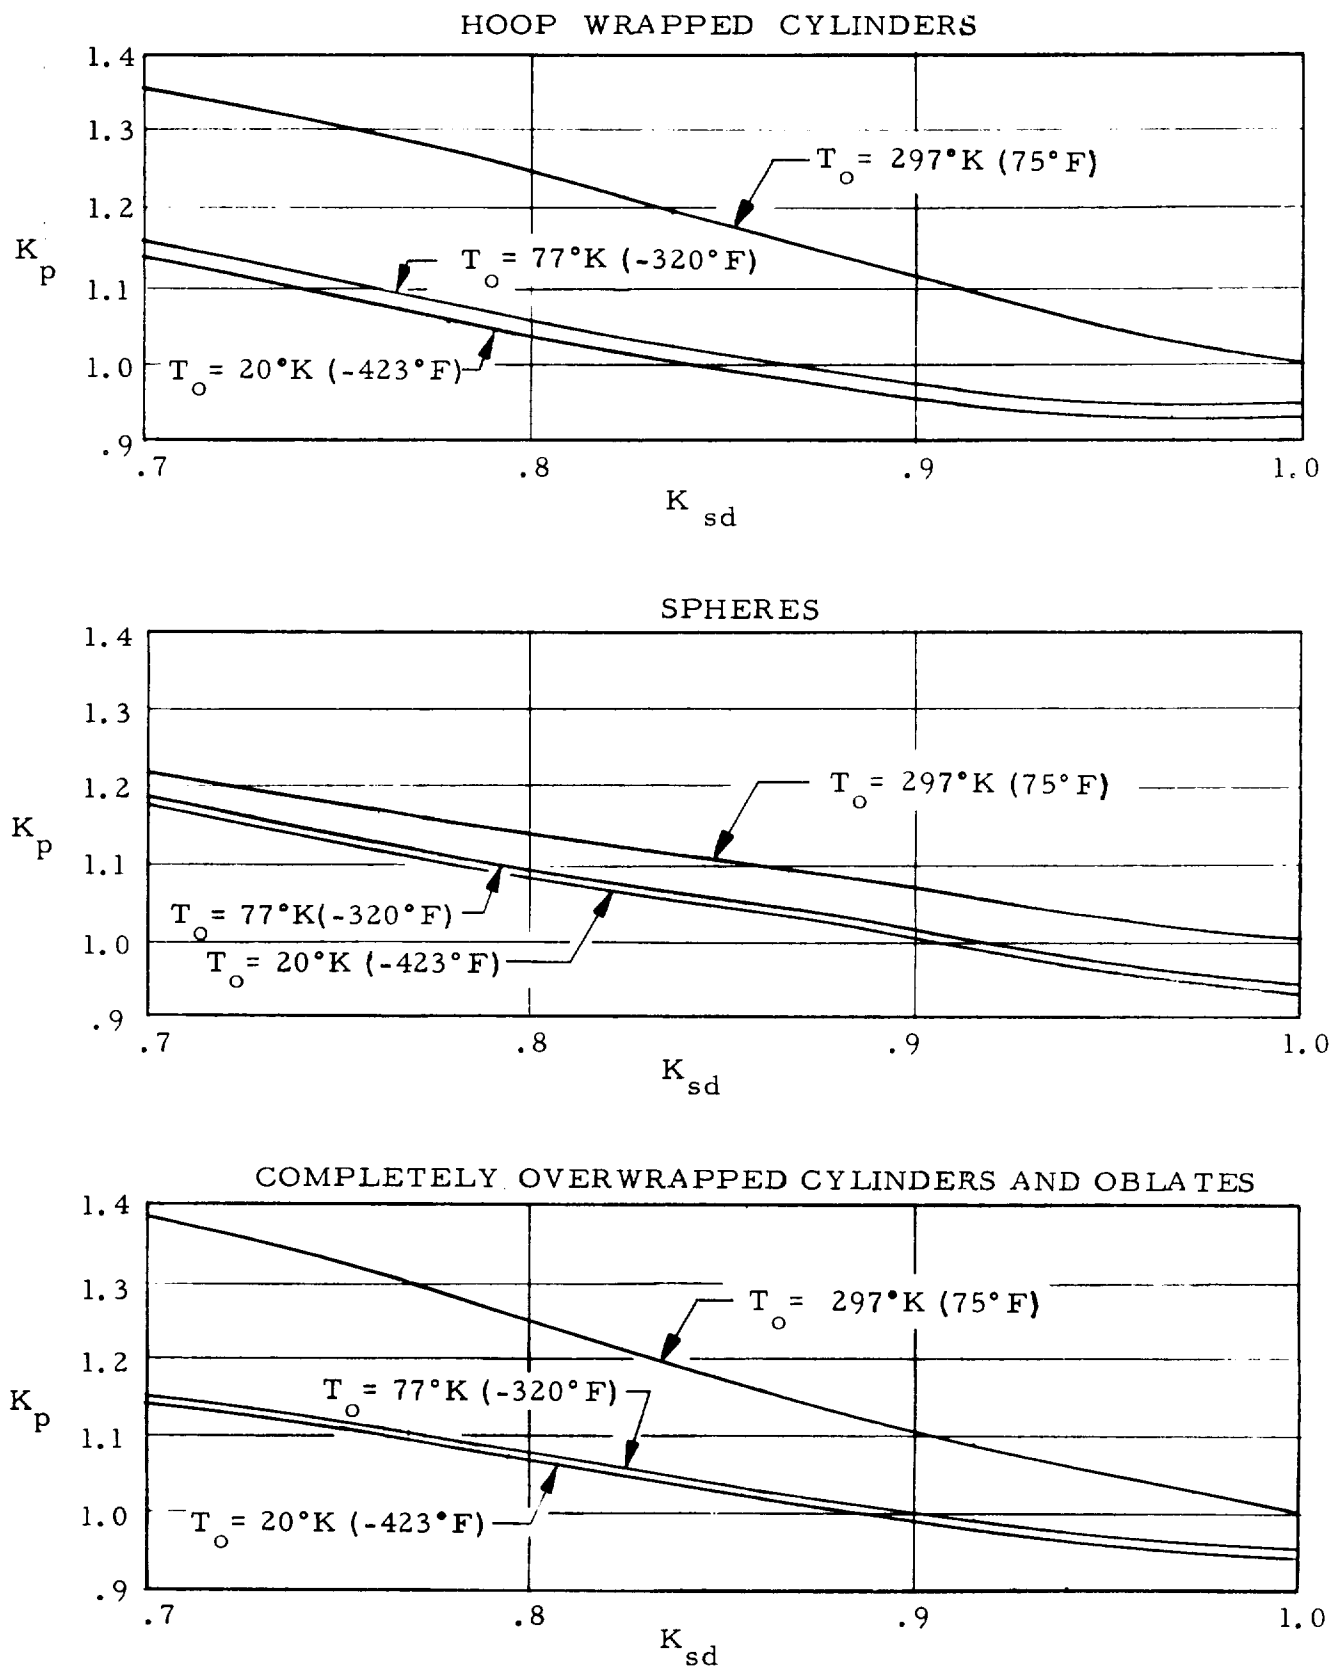 HOOP WRAPPED CYLINDERS
1.4
1.3
1.2
1.1
1.0
.9
K p
T o = 297°K (75°F)
T o = 77°K (-320°F)
T o = 20°K (-423°F)
.7 .8 .9 1.0
K sd
SPHERES
1.4
1.3
1.2
1.1
1.0
.9
K p
T o = 297°K (75°F)
T o = 77°K(-320°F)
T o = 20°K (-423°F)
.7 .8 .9 1.0
K sd
COMPLETELY OVERWRAPPED CYLINDERS AND OBLATES
1.4
1.3
1.2
1.1
1.0
.9
K p
T o = 297°K (75°F)
T o = 77°K (-320°F)
T o = 20°K (-423°F)
.7 .8 .9 1.0
K sd